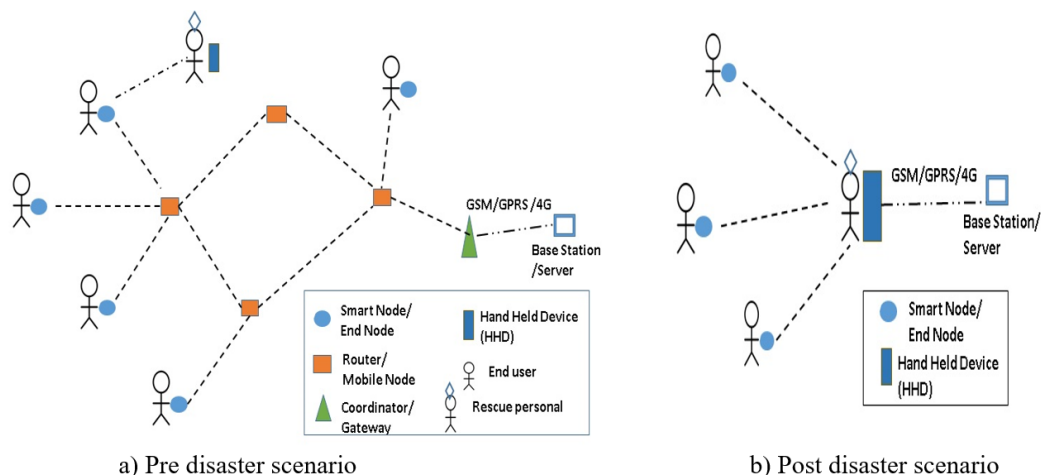 GSM/GPRS /4G
Base Station
/Server
Smart Node/
End Node
Router/
Mobile Node
Coordinator/
Gateway
Hand Held Device
(HHD)
End user
Rescue personal
a) Pre disaster scenario
GSM/GPRS/4G
Base Station/
Server
Smart Node/
End Node
Hand Held Device
(HHD)
b) Post disaster scenario